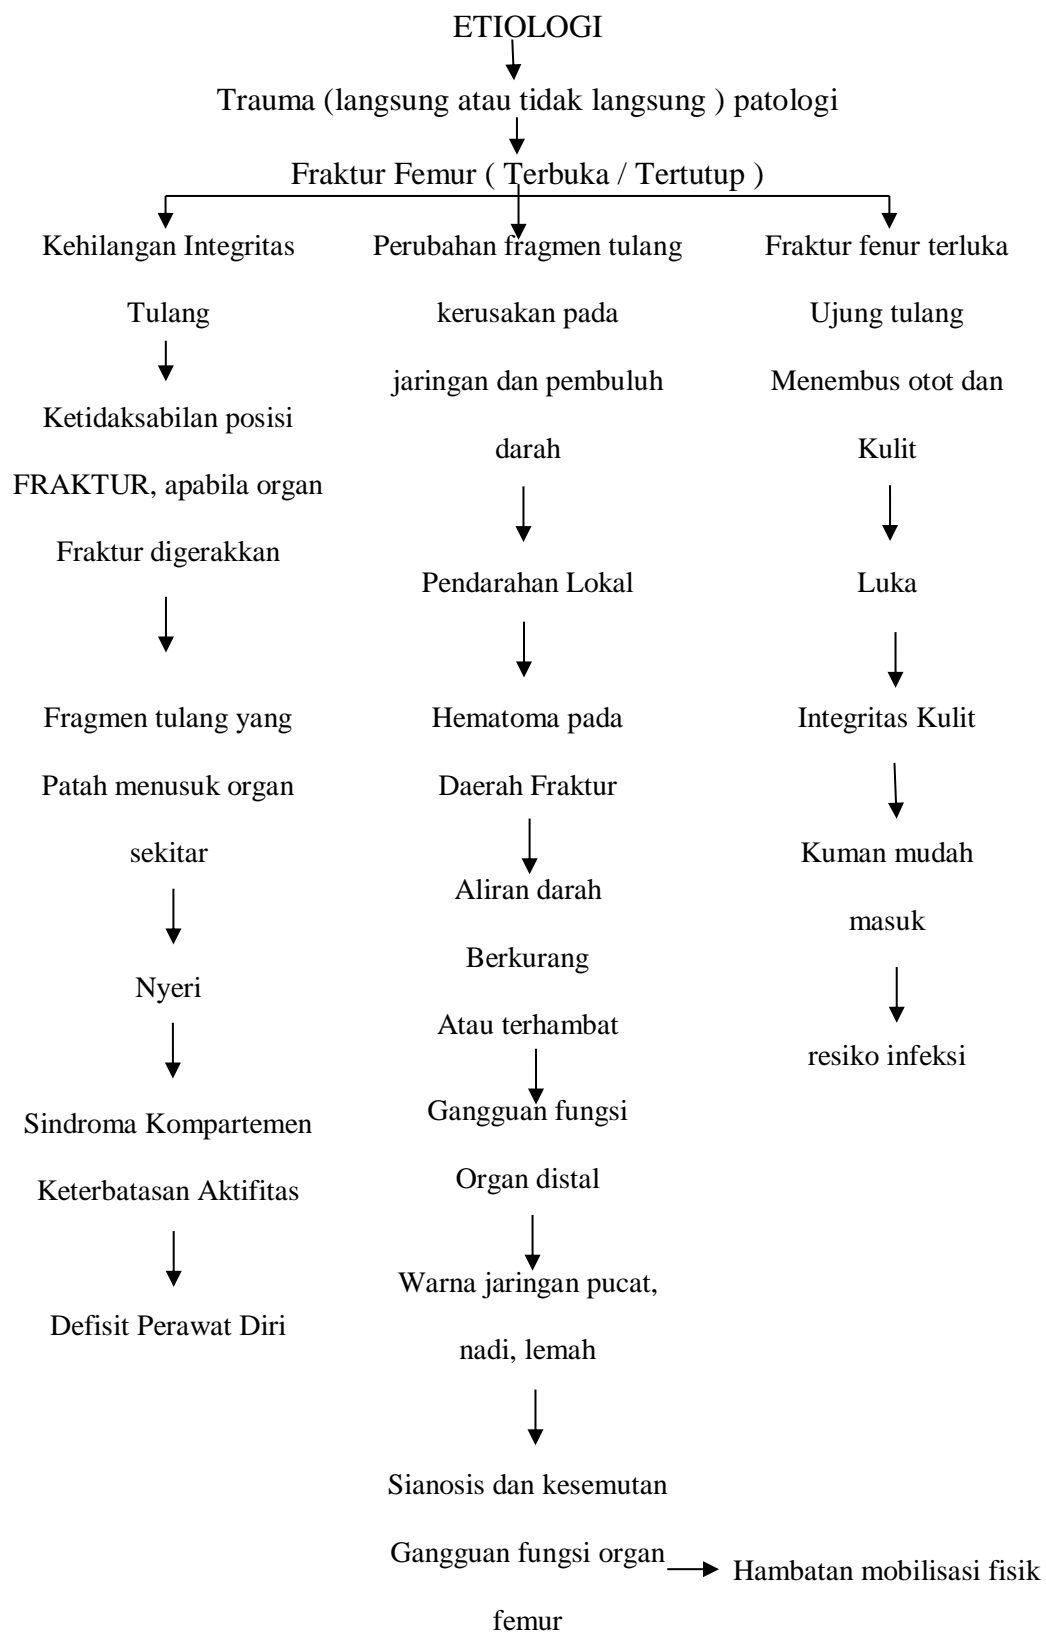 ETIOLOGI
Trauma (langsung atau tidak langsung ) patologi
Fraktur Femur ( Terbuka / Tertutup )
Kehilangan Integritas
Tulang
Ketidaksabilan posisi
FRAKTUR, apabila organ
Fraktur digerakkan
Fragmen tulang yang
Patah menusuk organ
sekitar
Nyeri
Sindroma Kompartemen
Keterbatasan Aktifitas
Defisit Perawat Diri
Perubahan fragmen tulang
kerusakan pada
jaringan dan pembuluh
darah
Pendarahan Lokal
Hematoma pada
Daerah Fraktur
Aliran darah
Berkurang
Atau terhambat
Gangguan fungsi
Organ distal
Warna jaringan pucat,
nadi, lemah
Sianosis dan kesemutan
Gangguan fungsi organ
femur
Hambatan mobilisasi fisik
Fraktur fenur terluka
Ujung tulang
Menembus otot dan
Kulit
Luka
Integritas Kulit
Kuman mudah
masuk
resiko infeksi